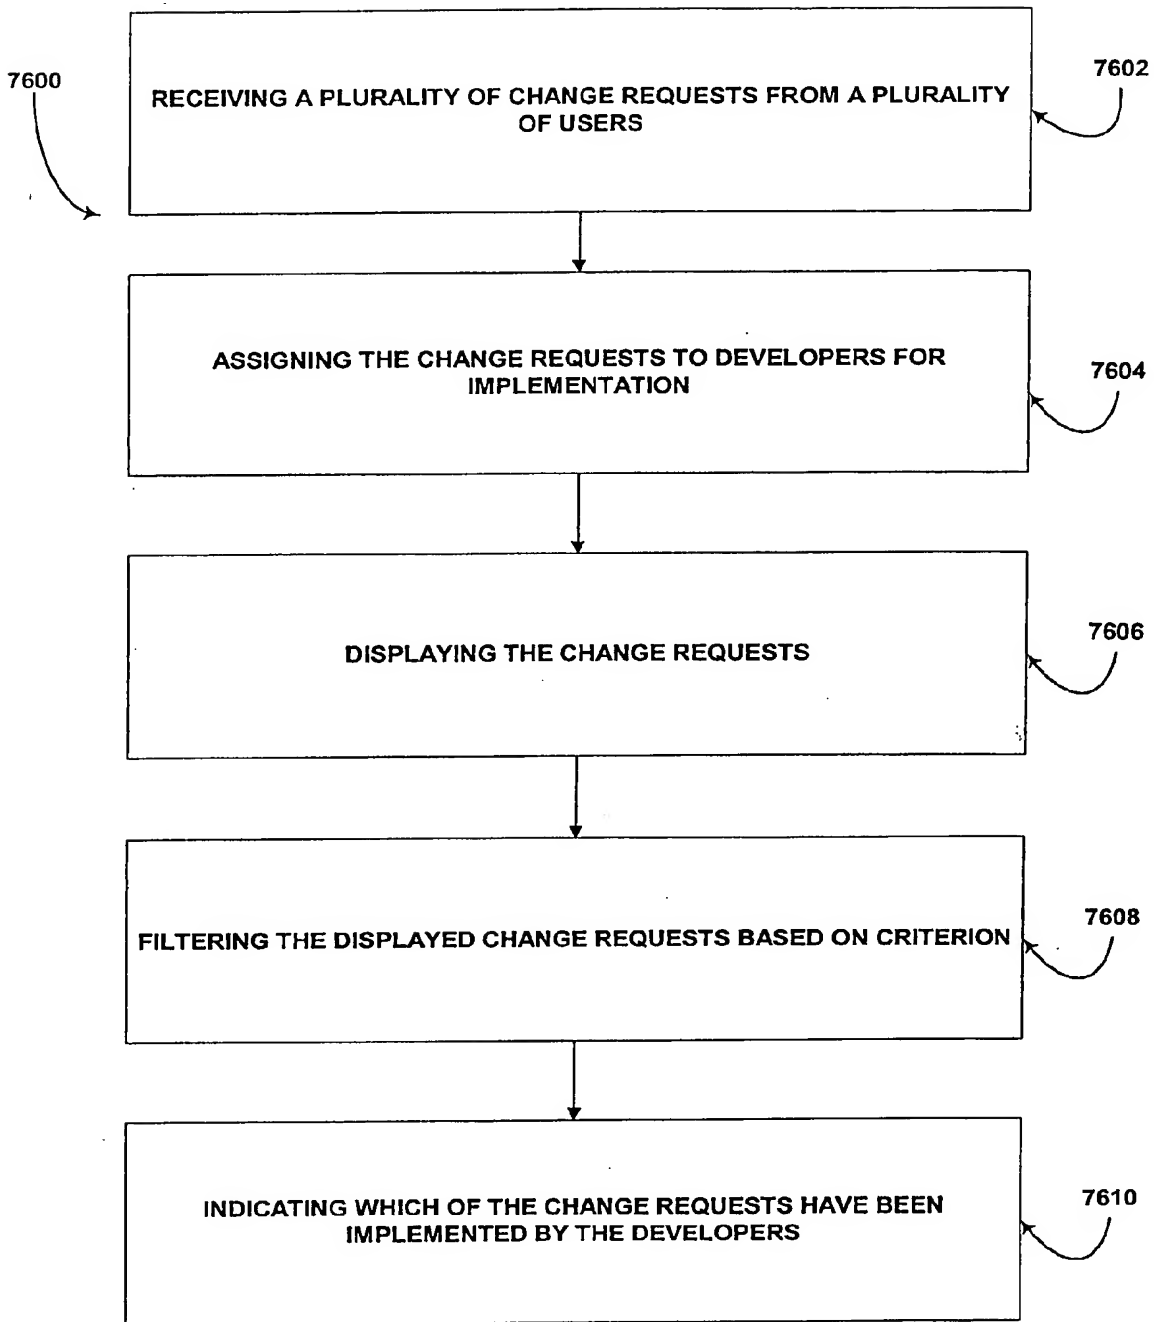 7600
7602
RECEIVING A PLURALITY OF CHANGE REQUESTS FROM A PLURALITY
OF USERS
ASSIGNING THE CHANGE REQUESTS TO DEVELOPERS FOR
IMPLEMENTATION
7604
DISPLAYING THE CHANGE REQUESTS
7606
FILTERING THE DISPLAYED CHANGE REQUESTS BASED ON CRITERION
7608
INDICATING WHICH OF THE CHANGE REQUESTS HAVE BEEN
IMPLEMENTED BY THE DEVELOPERS
7610